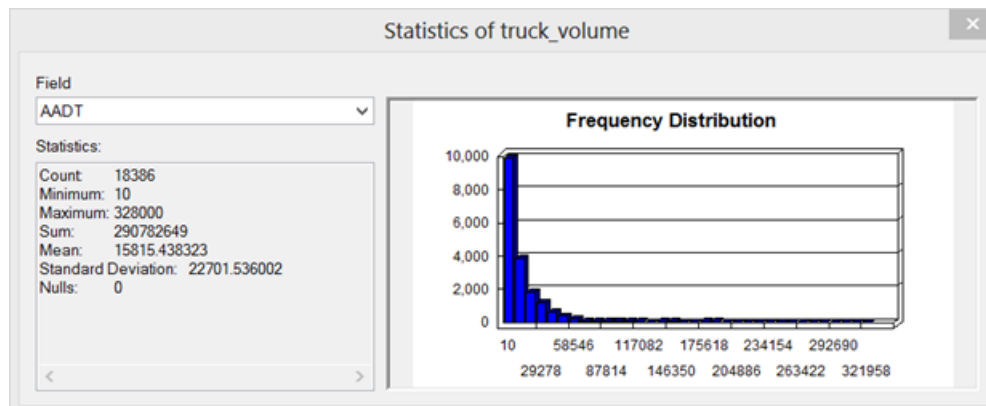 Statistics of truck_volume
Field
AADT
Statistics:
Count: 18386
Minimum: 10
Maximum: 328000
Sum: 290782649
Mean: 15815.438323
Standard Deviation: 22701.536002
Nulls: 0
Frequency Distribution
10,000
8,000
6,000
4,000
2,000
0
10 58546 117082 175618 234154 292690
29278 87814 146350 204886 263422 321958